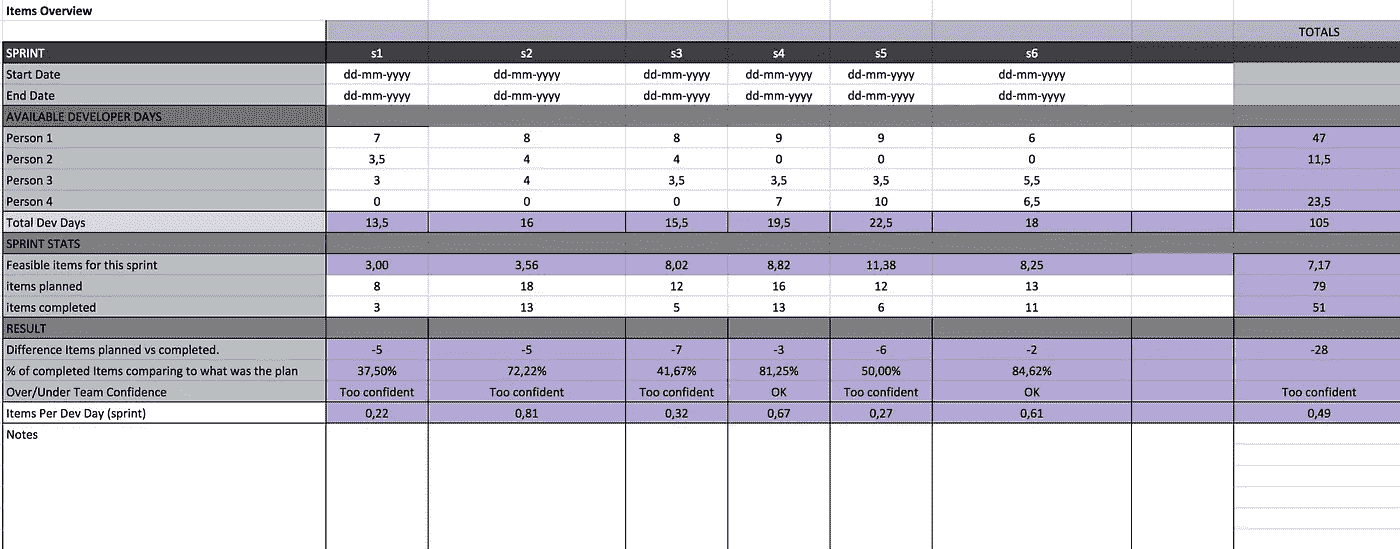 Items Overview
TOTALS
SPRINT s1 s2 s3 s4 s5 s6
Start Date dd-mm-yyyy dd-mm-yyyy dd-mm-yyyy dd-mm-yyyy dd-mm-yyyy dd-mm-yyyy
End Date dd-mm-yyyy dd-mm-yyyy dd-mm-yyyy dd-mm-yyyy dd-mm-yyyy dd-mm-yyyy
AVAILABLE DEVELOPER DAYS
Person 1 7 8 8 9 9 6 47
Person 2 3,5 4 4 0 0 0 11,5
Person 3 3 4 3,5 3,5 3,5 5,5
Person 4 0 0 0 7 10 6,5 23,5
Total Dev Days 13,5 16 15,5 19,5 22,5 18 105
SPRINT STATS
Feasible items for this sprint 3,00 3,56 8,02 8,82 11,38 8,25 7,17
items planned 8 18 12 16 12 13 79
items completed 3 13 5 13 6 11 51
RESULT
Difference Items planned vs completed. -5 -5 -7 -3 -6 -2 -28
% of completed Items comparing to what was the plan 37,50% 72,22% 41,67% 81,25% 50,00% 84,62%
Over/Under Team Confidence Too confident Too confident Too confident OK Too confident OK Too confident
Items Per Dev Day (sprint) 0,22 0,81 0,32 0,67 0,27 0,61 0,49
Notes